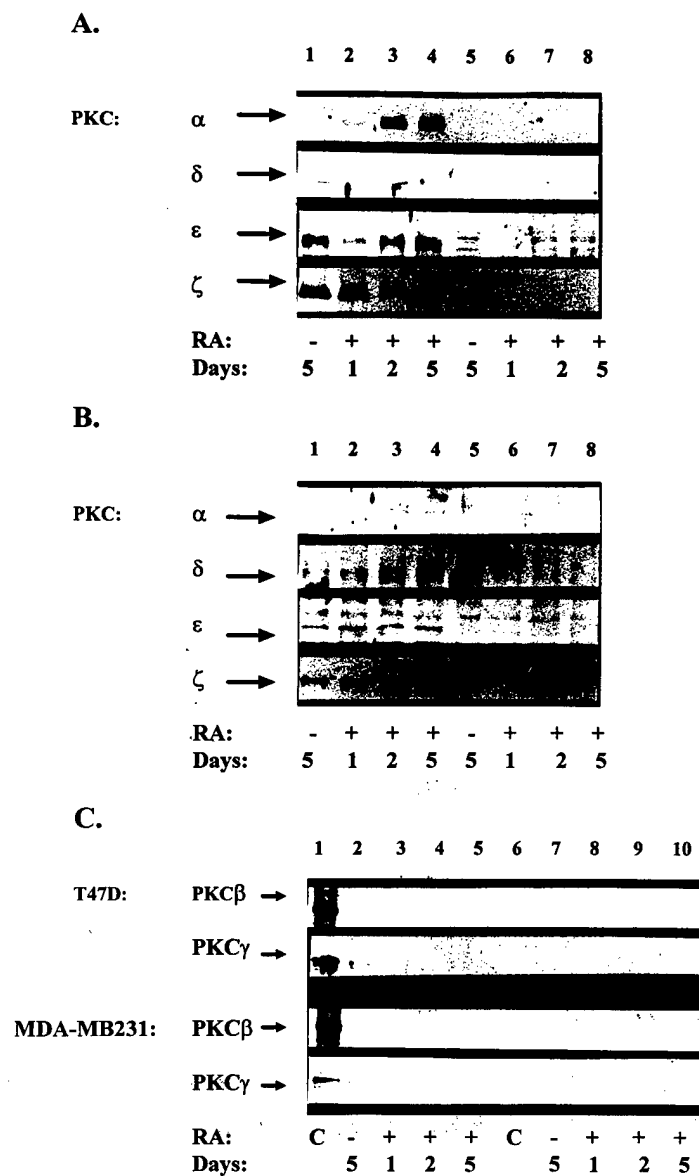 A.
1 2 3 4 5 6 7 8
PKC: α
δ
ε
ζ
RA: - + + + - + + +
Days: 5 1 2 5 5 1 2 5
B.
1 2 3 4 5 6 7 8
PKC: α
δ
ε
ζ
RA: - + + + - + + +
Days: 5 1 2 5 5 1 2 5
C.
1 2 3 4 5 6 7 8 9 10
T47D: PKCβ
PKCγ
MDA-MB231: PKCβ
PKCγ
RA: C - + + + C - + + +
Days: 5 1 2 5 5 1 2 5